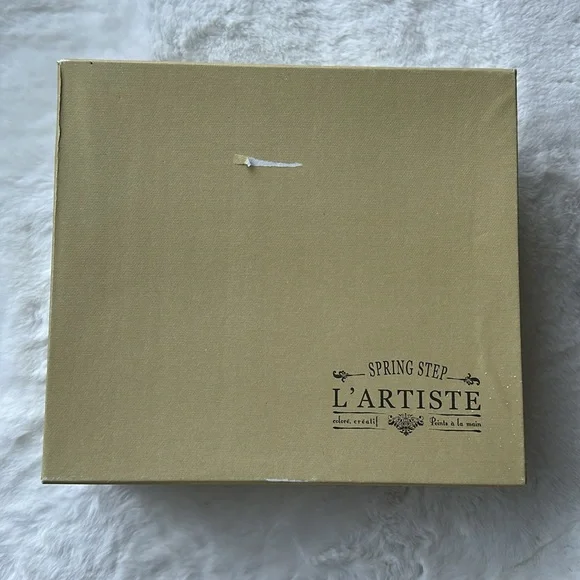 SPRING STEP
L'ARTISTE
coloré, créatif Peints à la main